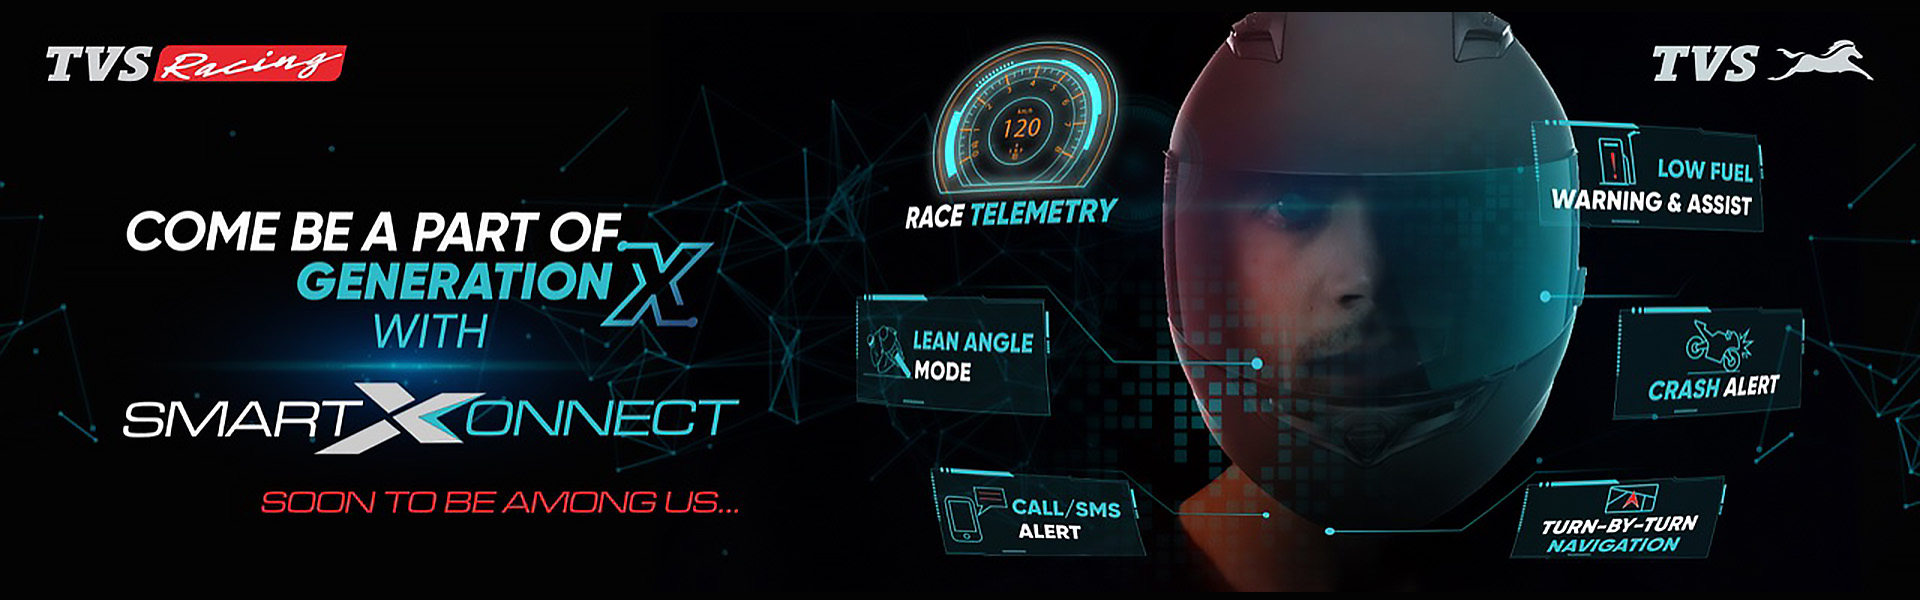 TVS Racing
TVS
COME BE A PART OF
GENERATION X
WITH
SMARTXONNECT
SOON TO BE AMONG US...
120
RACE TELEMETRY
LEAN ANGLE
MODE
CALL/SMS
ALERT
LOW FUEL
WARNING & ASSIST
CRASH ALERT
TURN-BY-TURN
NAVIGATION